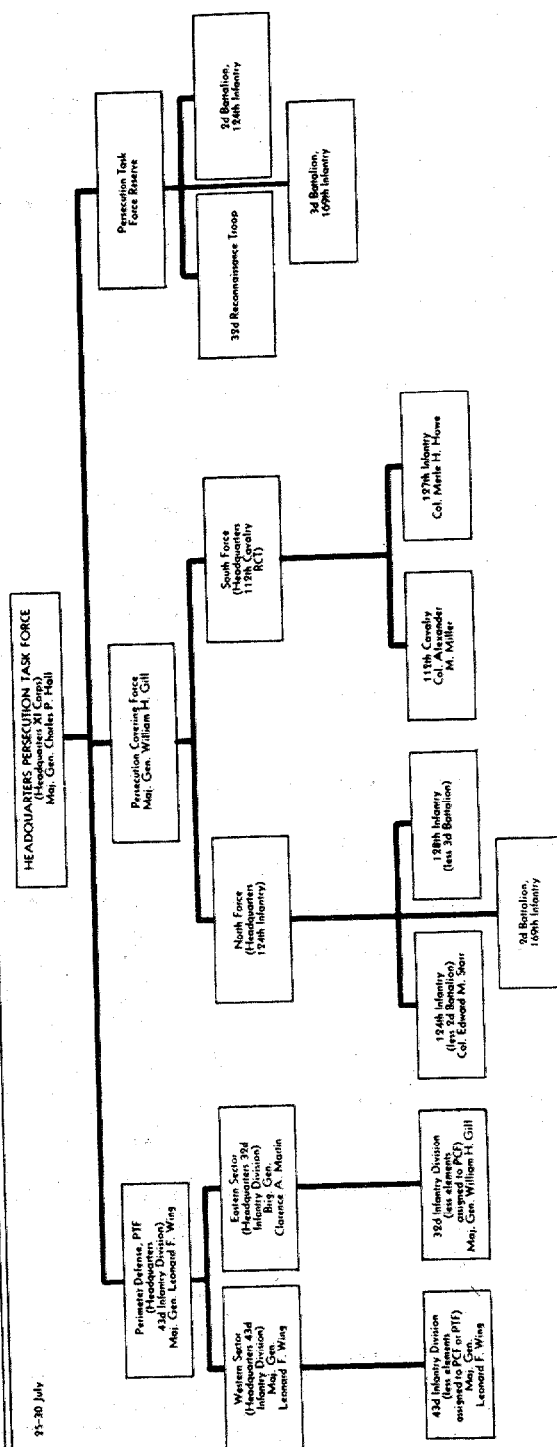 25-30 July
HEADQUARTERS PERSECUTION TASK FORCE
(Headquarters XI Corps)
Maj. Gen. Charles P. Hall
Perimeter Defense, PTF
(Headquarters
43d Infantry Division)
Maj. Gen. Leonard F. Wing
Persecution Covering Force
Maj. Gen. William H. Gill
Persecution Task
Force Reserve
Western Sector
(Headquarters 43d
Infantry Division)
Maj. Gen.
Leonard F. Wing
Eastern Sector
(Headquarters 32d
Infantry Division)
Brig. Gen.
Clarence A. Martin
North Force
(Headquarters
124th Infantry)
South Force
(Headquarters
112th Cavalry
RCT)
32d Reconnaissance Troop
2d Battalion,
124th Infantry
3d Battalion,
169th Infantry
43d Infantry Division
(less elements
assigned to PCF or PTF)
Maj. Gen.
Leonard F. Wing
32d Infantry Division
(less elements
assigned to PCF)
Maj. Gen. William H. Gill
124th Infantry
(less 2d Battalion)
Col. Edward M. Starr
128th Infantry
(less 3d Battalion)
2d Battalion,
169th Infantry
112th Cavalry
Col. Alexander
M. Miller
127th Infantry
Col. Merle H. Howe